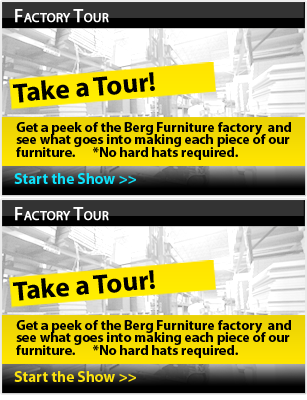 Factory Tour
Take a Tour!
Get a peek of the Berg Furniture factory and
see what goes into making each piece of our
furniture. *No hard hats required.
Start the Show >>
Factory Tour
Take a Tour!
Get a peek of the Berg Furniture factory and
see what goes into making each piece of our
furniture. *No hard hats required.
Start the Show >>